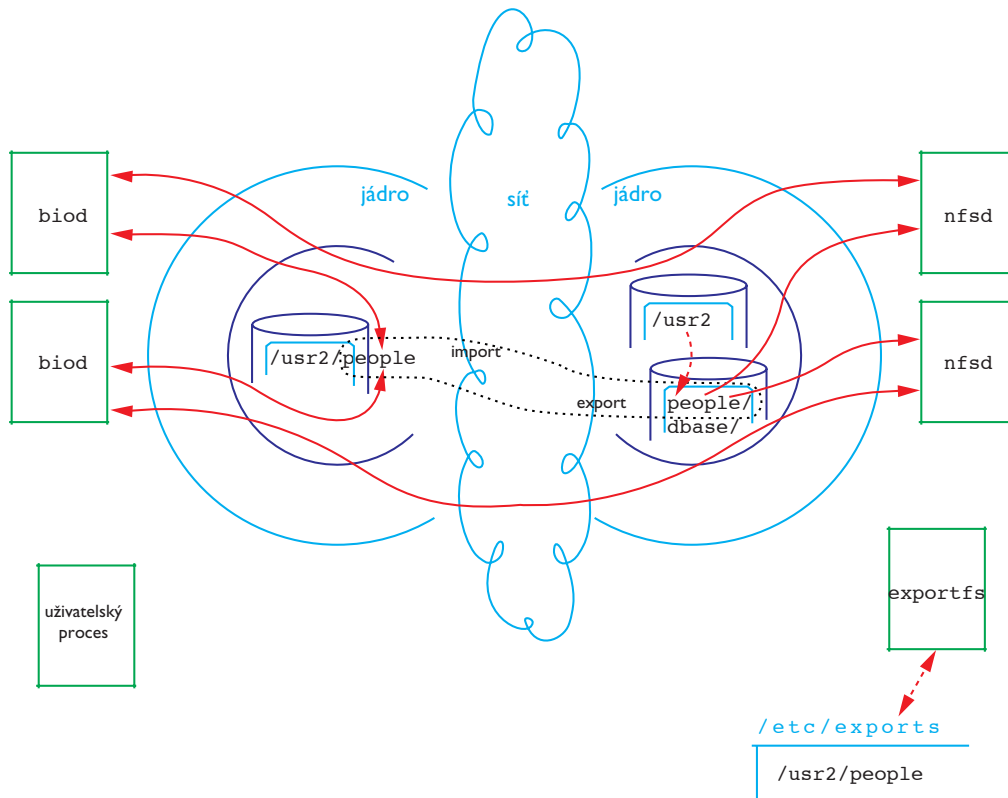 jádro
síť
jádro
biod
nfsd
biod
nfsd
/usr2/people
import
export
/usr2
people/
dbase/
uživatelský
proces
exportfs
/etc/exports
/usr2/people